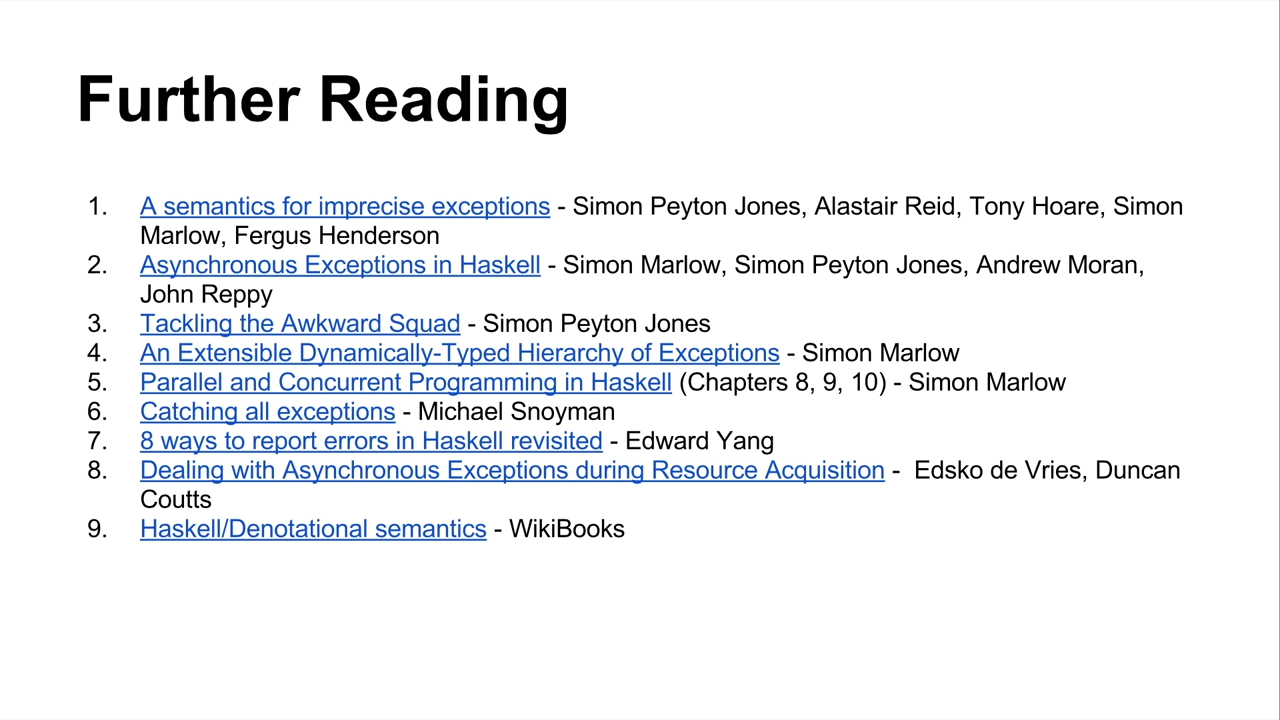 Further Reading
1. A semantics for imprecise exceptions - Simon Peyton Jones, Alastair Reid, Tony Hoare, Simon
Marlow, Fergus Henderson
2. Asynchronous Exceptions in Haskell - Simon Marlow, Simon Peyton Jones, Andrew Moran,
John Reppy
3. Tackling the Awkward Squad - Simon Peyton Jones
4. An Extensible Dynamically-Typed Hierarchy of Exceptions - Simon Marlow
5. Parallel and Concurrent Programming in Haskell (Chapters 8, 9, 10) - Simon Marlow
6. Catching all exceptions - Michael Snoyman
7. 8 ways to report errors in Haskell revisited - Edward Yang
8. Dealing with Asynchronous Exceptions during Resource Acquisition - Edsko de Vries, Duncan
Coutts
9. Haskell/Denotational semantics - WikiBooks